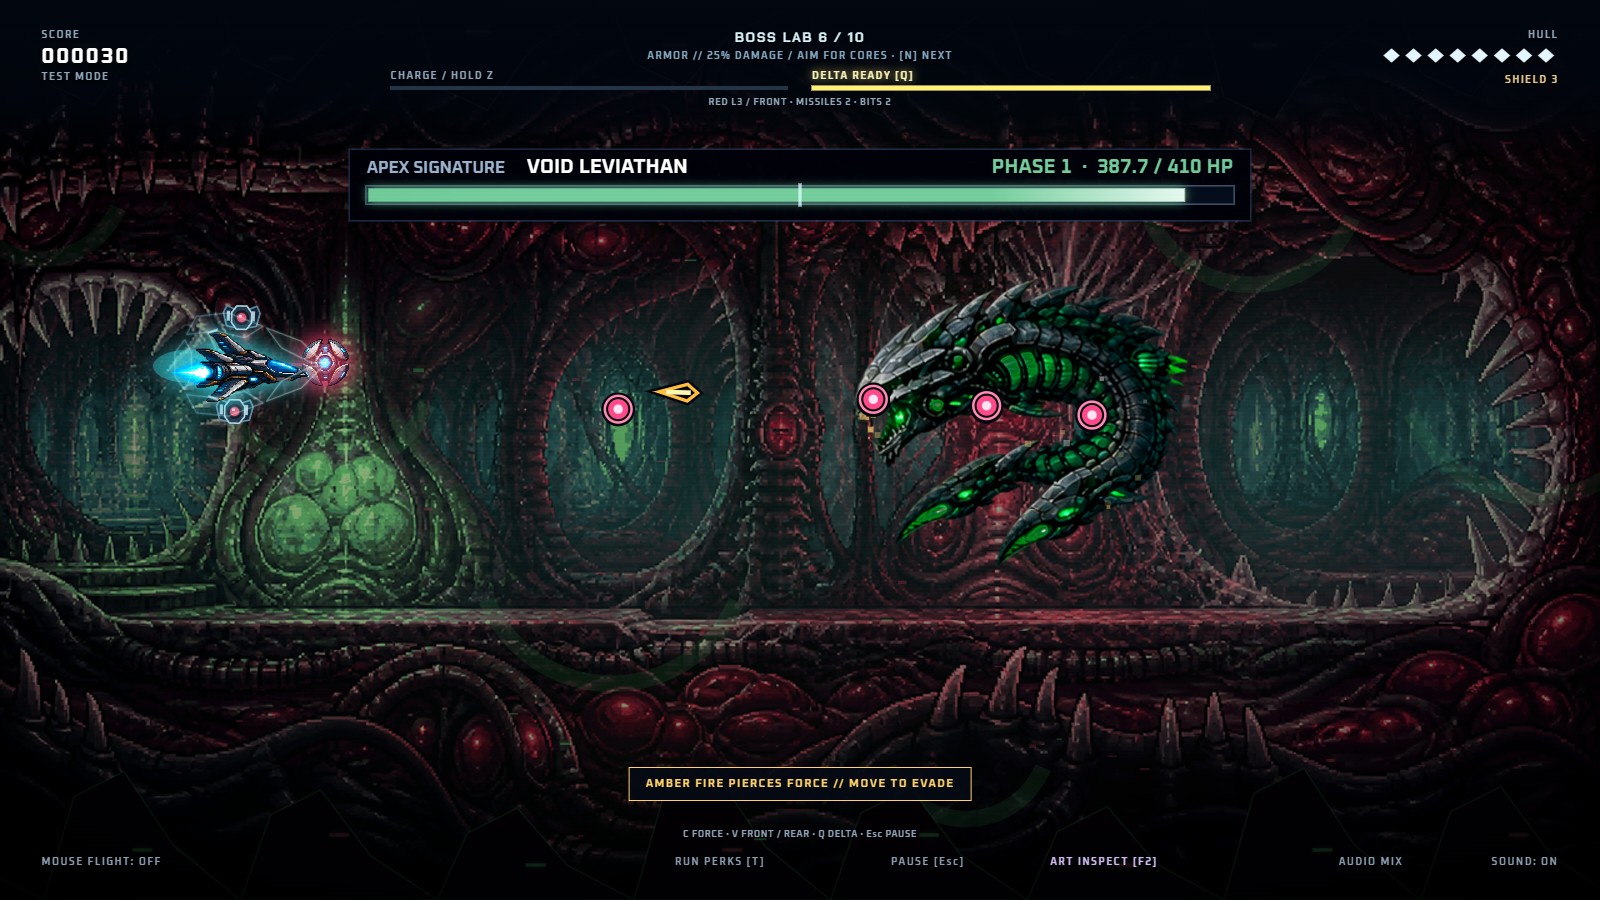 SCORE
000030
TEST MODE
BOSS LAB 6 / 10
ARMOR // 25% DAMAGE / AIM FOR CORES · [N] NEXT
CHARGE / HOLD Z
DELTA READY [Q]
RED L3 / FRONT · MISSILES 2 · BITS 2
HULL
SHIELD 3
APEX SIGNATURE VOID LEVIATHAN PHASE 1 · 387.7 / 410 HP
AMBER FIRE PIERCES FORCE // MOVE TO EVADE
C FORCE · V FRONT / REAR · Q DELTA · Esc PAUSE
MOUSE FLIGHT: OFF
RUN PERKS [T]
PAUSE [Esc]
ART INSPECT [F2]
AUDIO MIX
SOUND: ON